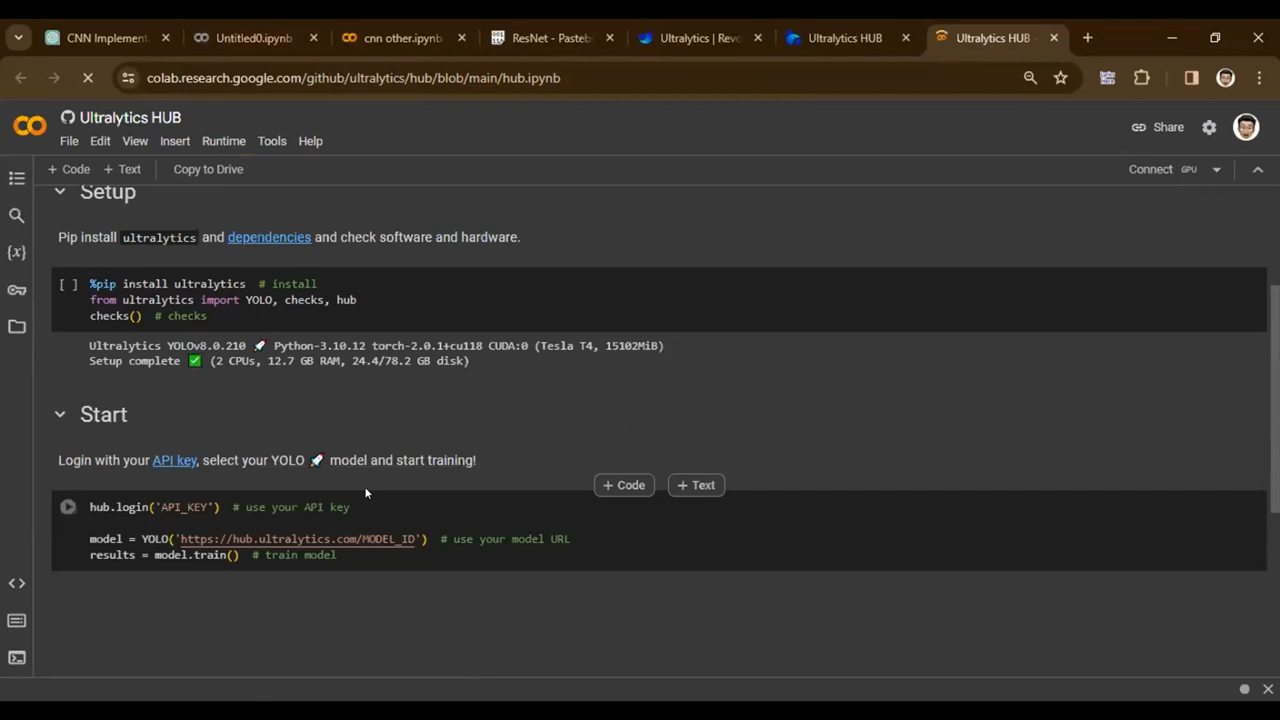 CNN Implement
Untitled0.ipynb
cnn other.ipynb
ResNet - Pasteb
Ultralytics | Rev
Ultralytics HUB
Ultralytics HUB -
colab.research.google.com/github/ultralytics/hub/blob/main/hub.ipynb
Ultralytics HUB
File Edit View Insert Runtime Tools Help
Share
+ Code + Text Copy to Drive
Connect GPU
Setup
Pip install ultralytics and dependencies and check software and hardware.
[ ] %pip install ultralytics # install
from ultralytics import YOLO, checks, hub
checks() # checks
Ultralytics YOLOv8.0.210 🚀 Python-3.10.12 torch-2.0.1+cu118 CUDA:0 (Tesla T4, 15102MiB)
Setup complete ✅ (2 CPUs, 12.7 GB RAM, 24.4/78.2 GB disk)
Start
Login with your API key, select your YOLO 🚀 model and start training!
+ Code + Text
hub.login('API_KEY') # use your API key
model = YOLO('https://hub.ultralytics.com/MODEL_ID') # use your model URL
results = model.train() # train model